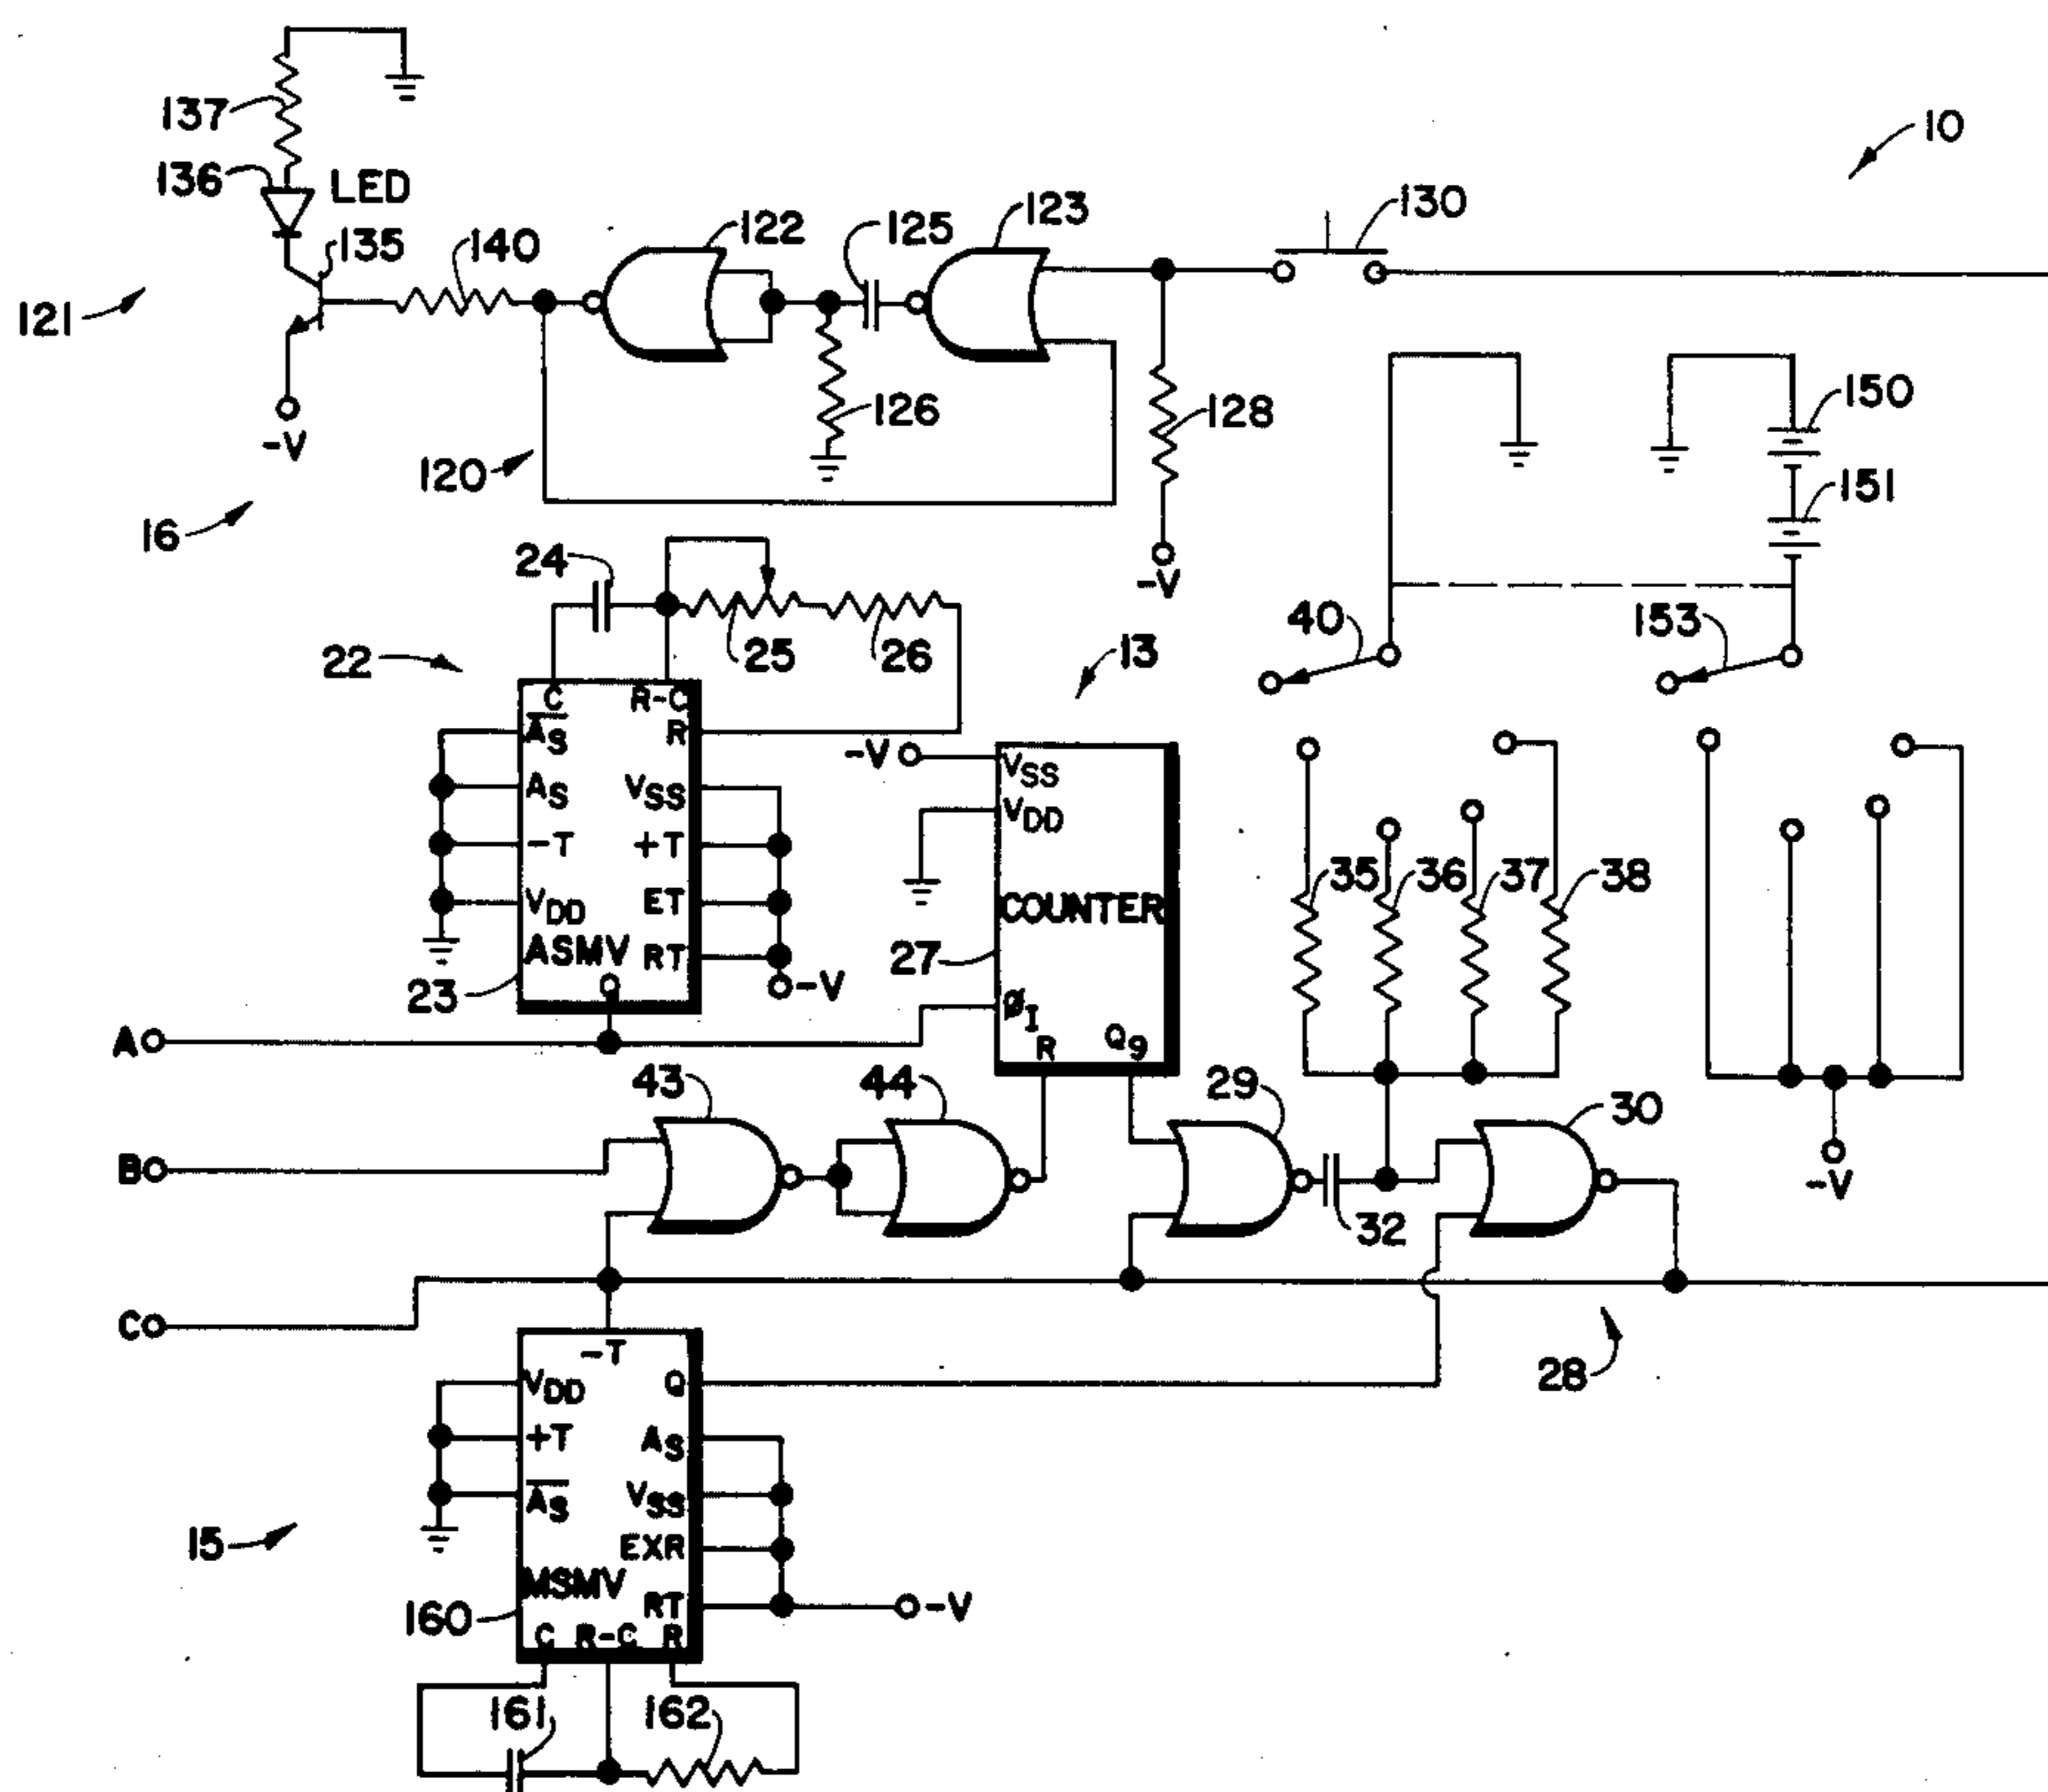 10
137
136 LED
135
140
122
125
123
130
121
-V
126
128
120
16
-V
150
151
24
25
26
22
40
153
13
C R-C
A̅S̅ R
AS VSS
-T +T
VDD ET
ASMV RT
Q
-V
23
-V
VSS
VDD
COUNTER
27
øI
R Q9
35 36 37 38
A
43
44
29
30
B
32
-V
C
28
-T
VDD Q
+T AS
A̅S̅ VSS
EXR
MSMV RT
-V
160
C R-C R
15
161
162